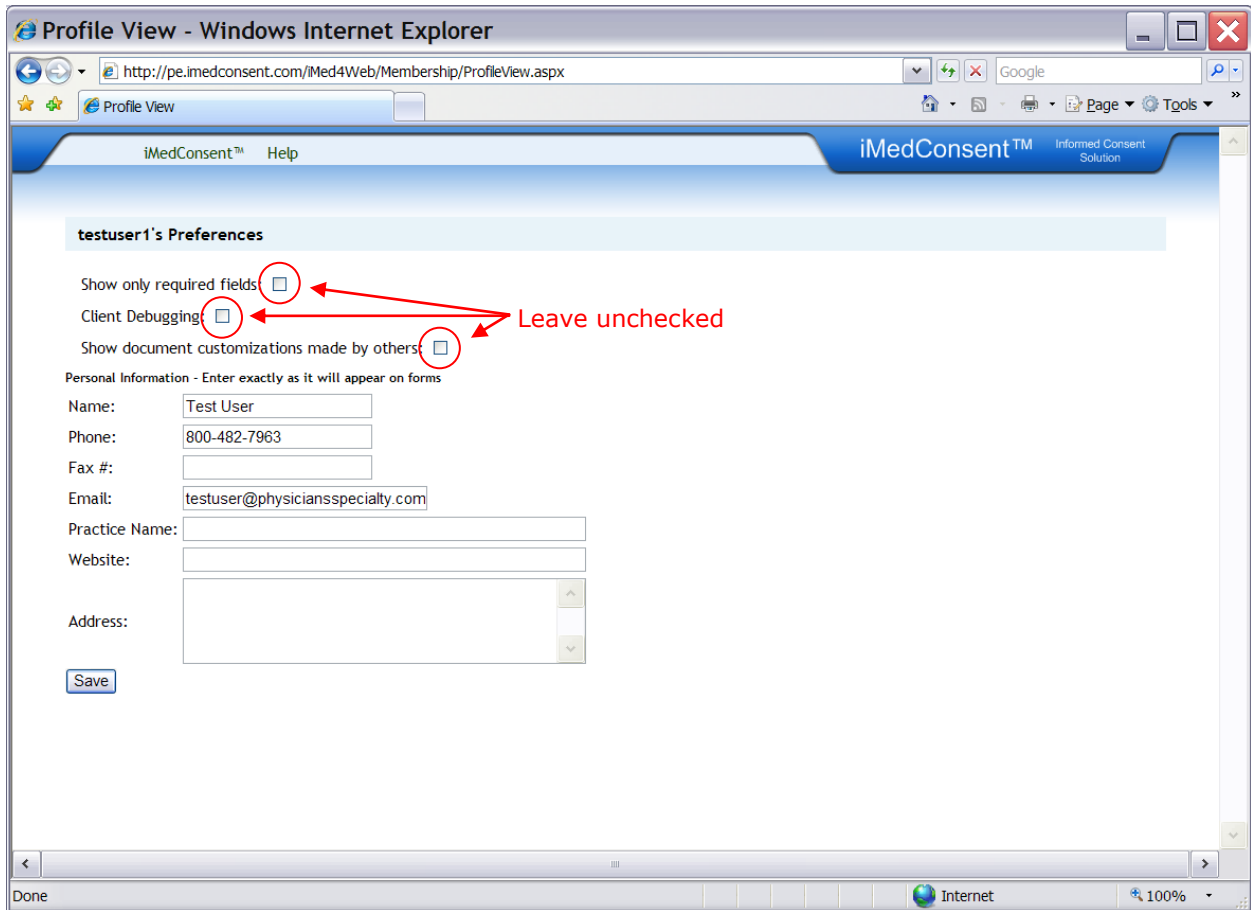 Profile View - Windows Internet Explorer
http://pe.imedconsent.com/iMed4Web/Membership/ProfileView.aspx
Google
Profile View
Page
Tools
»
iMedConsent™ Help
iMedConsent™
Informed Consent
Solution
testuser1's Preferences
Show only required fields:
Client Debugging:
Leave unchecked
Show document customizations made by others:
Personal Information - Enter exactly as it will appear on forms
Name: Test User
Phone: 800-482-7963
Fax #:
Email: testuser@physiciansspecialty.com
Practice Name:
Website:
Address:
Save
Done
Internet
100%